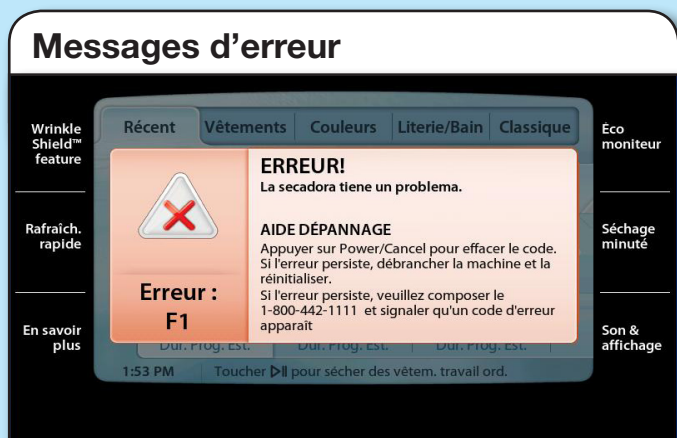 Messages d’erreur
Wrinkle
Shield™
feature
Rafraîch.
rapide
En savoir
plus
Récent Vêtements Couleurs Literie/Bain Classique
Erreur :
F1
ERREUR!
La secadora tiene un problema.
AIDE DÉPANNAGE
Appuyer sur Power/Cancel pour effacer le code.
Si l'erreur persiste, débrancher la machine et la
réinitialiser.
Si l'erreur persiste, veuillez composer le
1-800-442-1111 et signaler qu'un code d'erreur
apparaît
Dur. Prog. Est. Dur. Prog. Est. Dur. Prog. Est.
1:53 PM Toucher pour sécher des vêtem. travail ord.
Éco
moniteur
Séchage
minuté
Son &
affichage